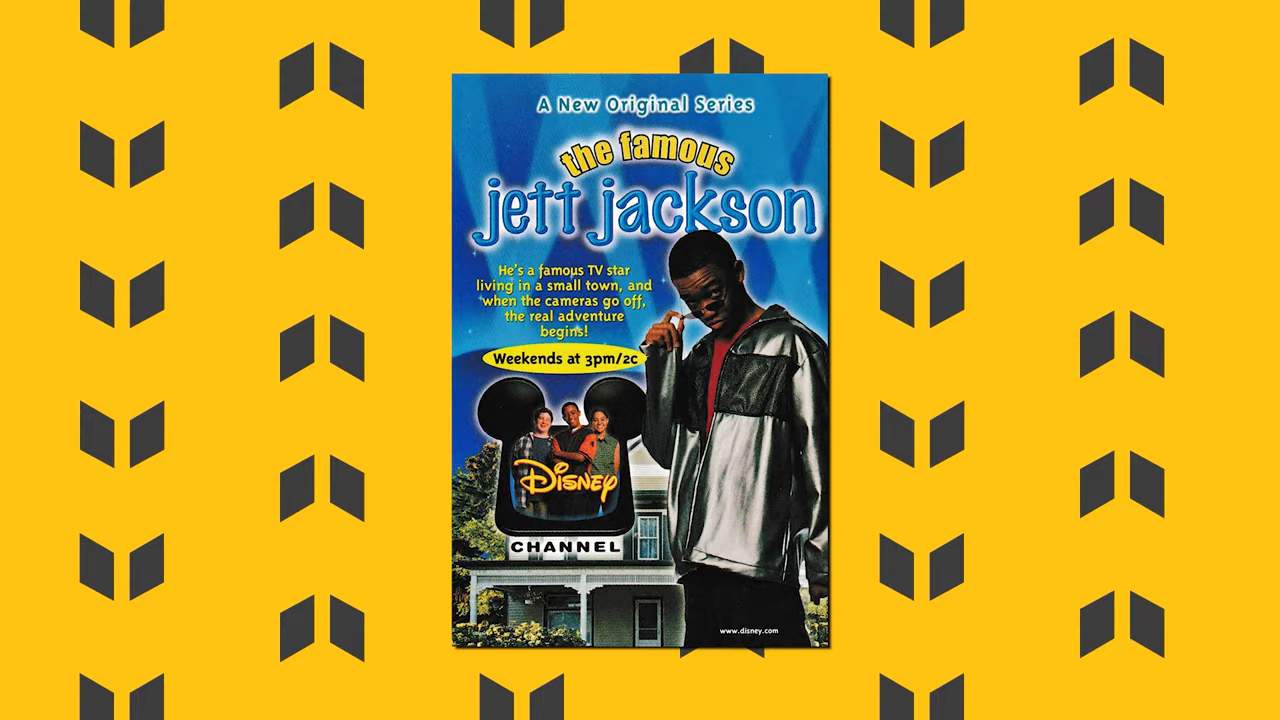 A New Original Series
the famous
jett jackson
He's a famous TV star
living in a small town, and
when the cameras go off,
the real adventure
begins!
Weekends at 3pm/2c
Disney
CHANNEL
www.disney.com